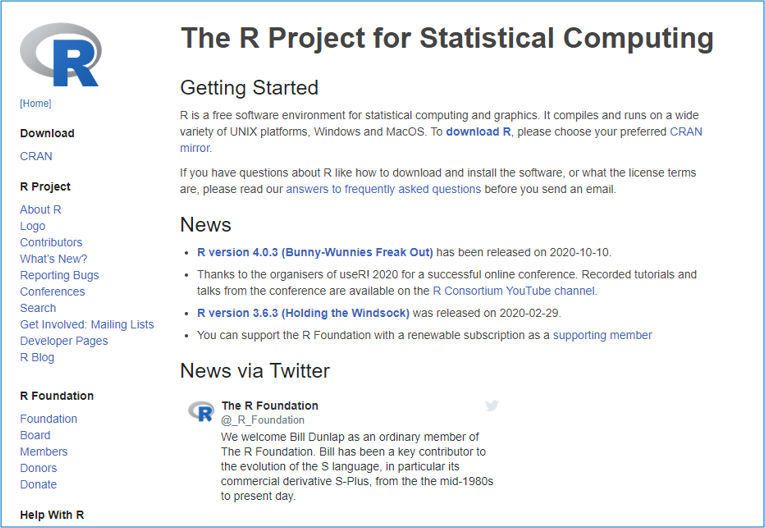 R
[Home]
Download
CRAN
R Project
About R
Logo
Contributors
What's New?
Reporting Bugs
Conferences
Search
Get Involved: Mailing Lists
Developer Pages
R Blog
R Foundation
Foundation
Board
Members
Donors
Donate
Help With R
The R Project for Statistical Computing
Getting Started
R is a free software environment for statistical computing and graphics. It compiles and runs on a wide
variety of UNIX platforms, Windows and MacOS. To download R, please choose your preferred CRAN
mirror.
If you have questions about R like how to download and install the software, or what the license terms
are, please read our answers to frequently asked questions before you send an email.
News
• R version 4.0.3 (Bunny-Wunnies Freak Out) has been released on 2020-10-10.
• Thanks to the organisers of useR! 2020 for a successful online conference. Recorded tutorials and
talks from the conference are available on the R Consortium YouTube channel.
• R version 3.6.3 (Holding the Windsock) was released on 2020-02-29.
• You can support the R Foundation with a renewable subscription as a supporting member
News via Twitter
R
The R Foundation
@_R_Foundation
We welcome Bill Dunlap as an ordinary member of
The R Foundation. Bill has been a key contributor to
the evolution of the S language, in particular its
commercial derivative S-Plus, from the the mid-1980s
to present day.